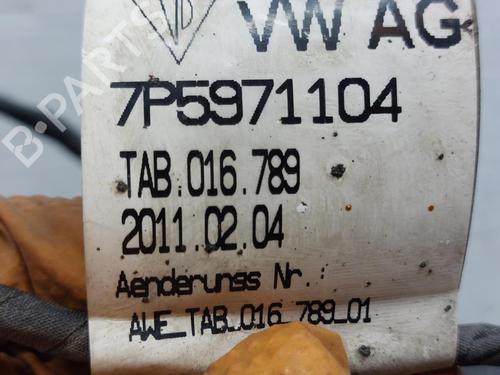 VW AG
7P5971104
TAB.016.789
2011.02.04
Aenderungs Nr.:
AWE_TAB_016_789_01
B-PARTS